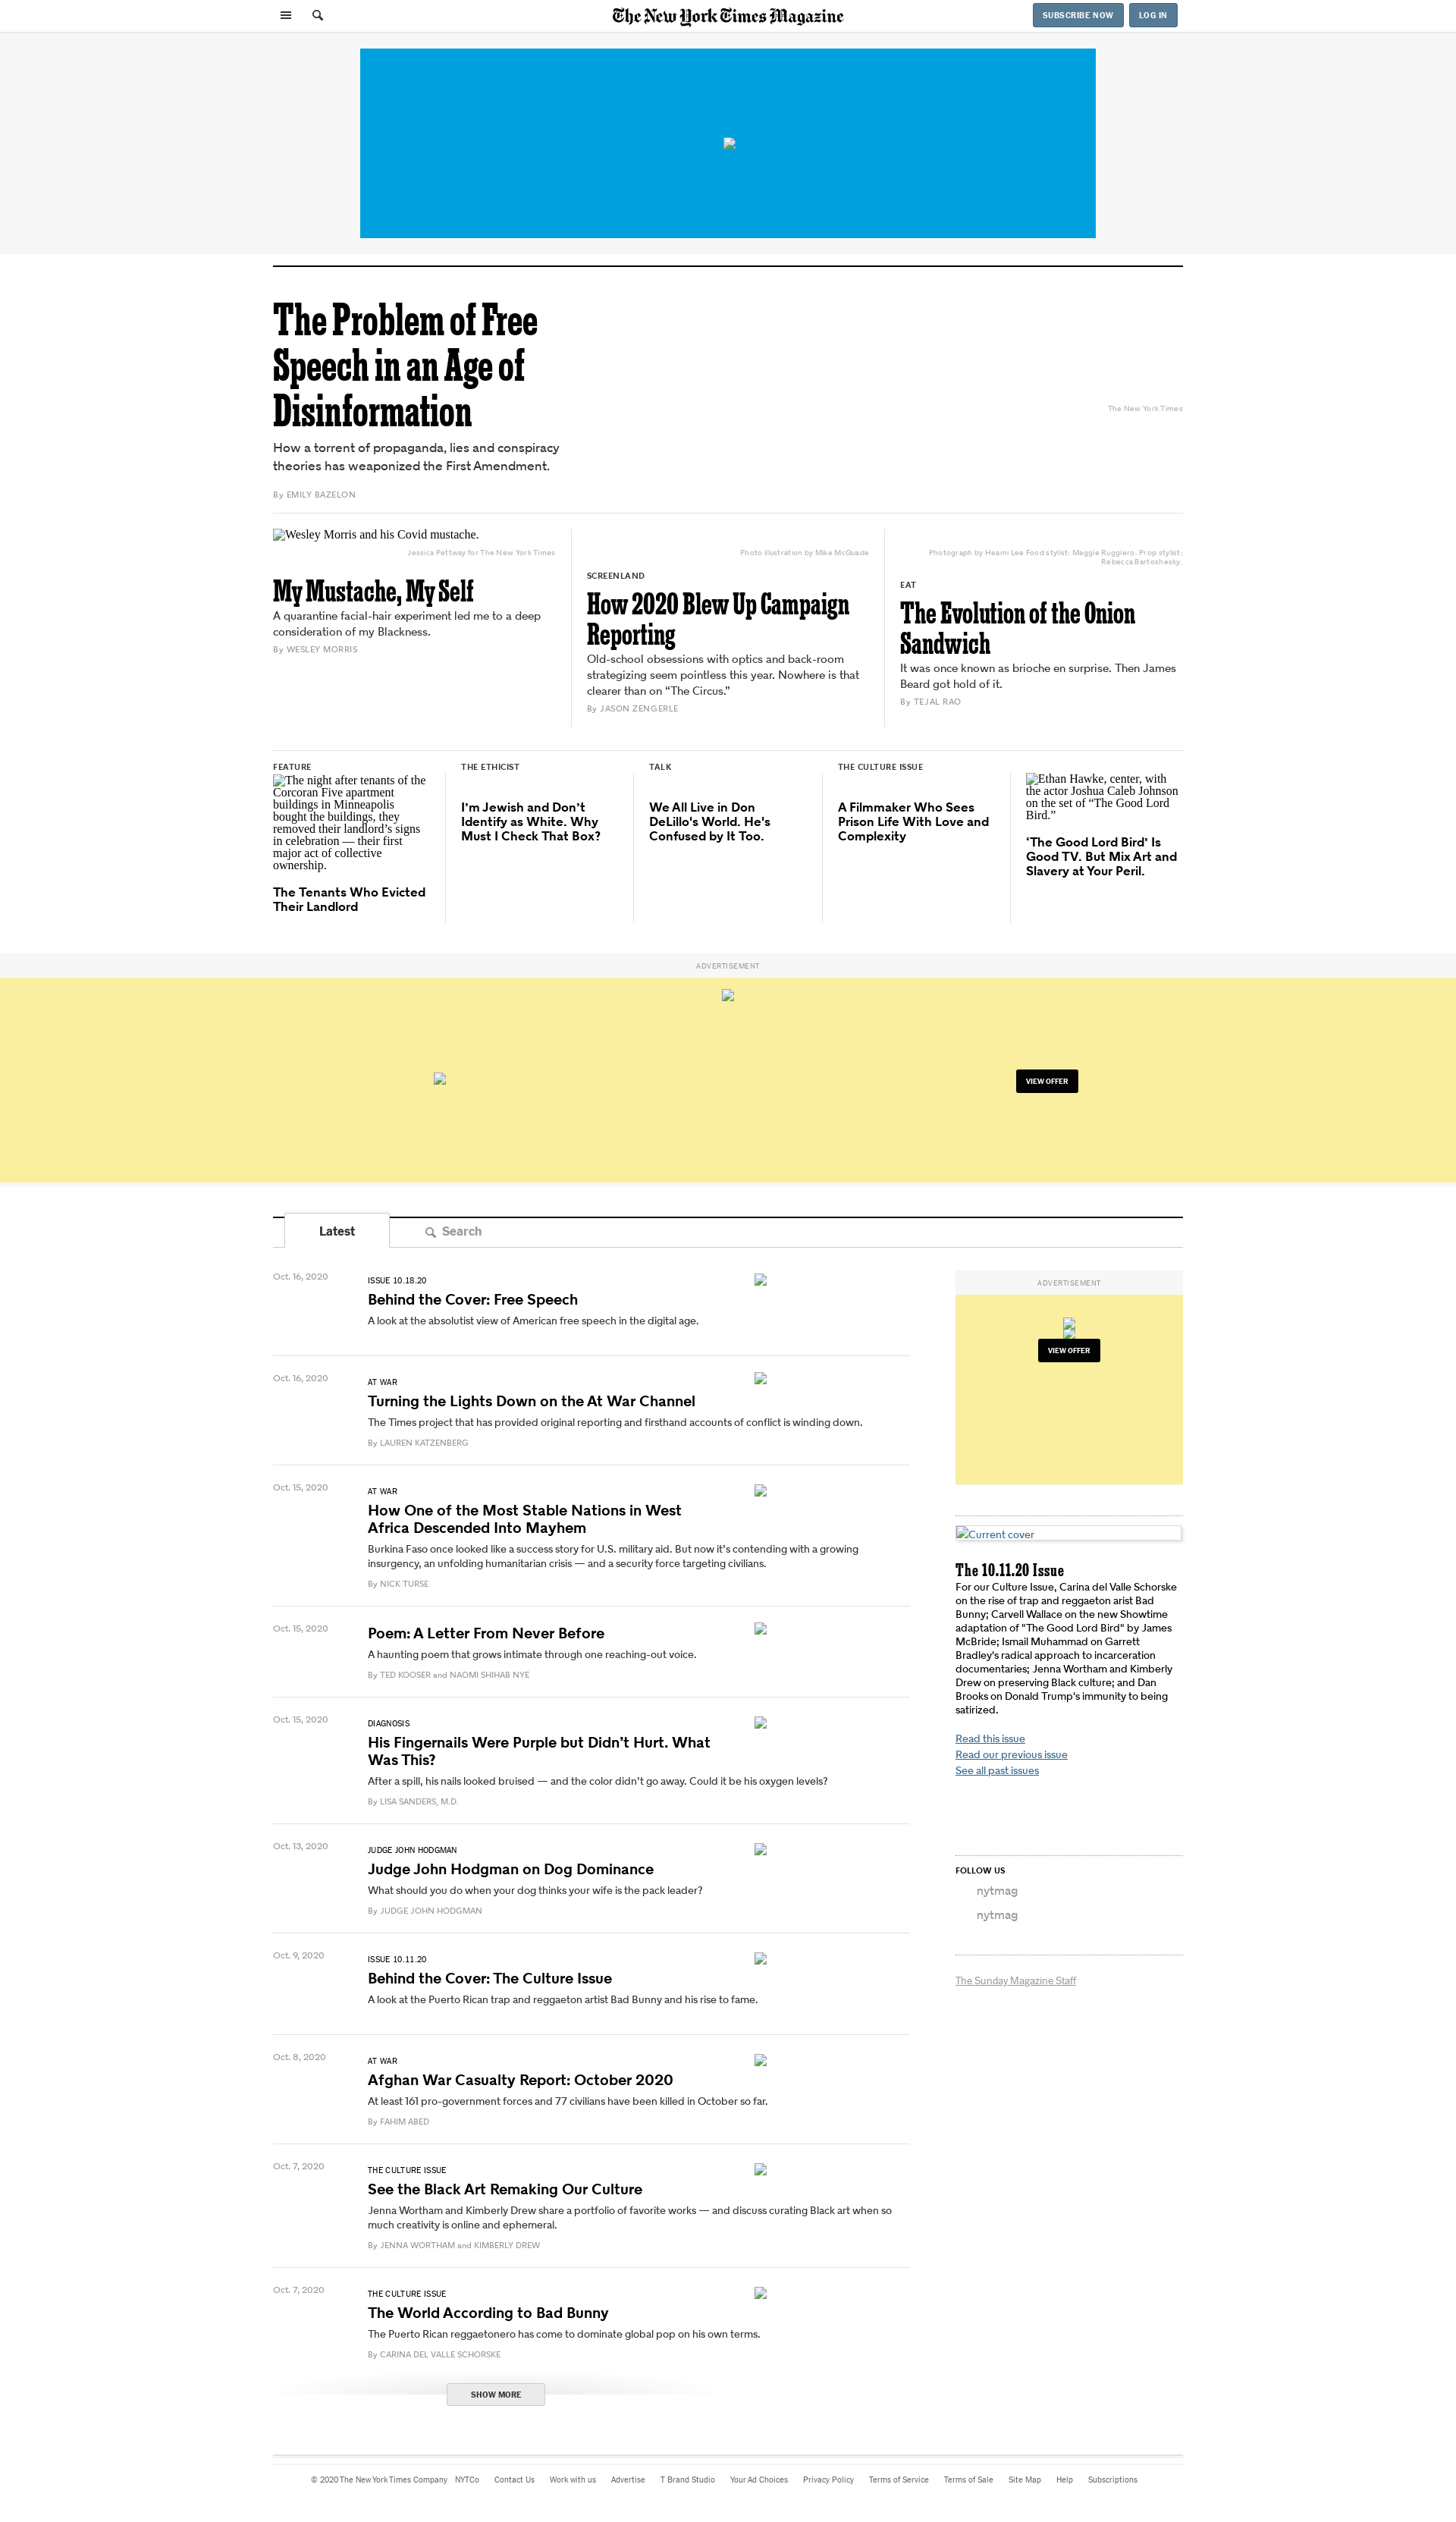 The New York Times Magazine
SUBSCRIBE NOW
LOG IN
The Problem of Free
Speech in an Age of
Disinformation
How a torrent of propaganda, lies and conspiracy
theories has weaponized the First Amendment.
By EMILY BAZELON
The New York Times
Wesley Morris and his Covid mustache.
Jessica Pettway for The New York Times
My Mustache, My Self
A quarantine facial-hair experiment led me to a deep
consideration of my Blackness.
By WESLEY MORRIS
Photo illustration by Mike McQuade
SCREENLAND
How 2020 Blew Up Campaign
Reporting
Old-school obsessions with optics and back-room
strategizing seem pointless this year. Nowhere is that
clearer than on “The Circus.”
By JASON ZENGERLE
Photograph by Heami Lee Food stylist: Maggie Ruggiero. Prop stylist:
Rebecca Bartoshesky.
EAT
The Evolution of the Onion
Sandwich
It was once known as brioche en surprise. Then James
Beard got hold of it.
By TEJAL RAO
FEATURE
The night after tenants of the
Corcoran Five apartment
buildings in Minneapolis
bought the buildings, they
removed their landlord’s signs
in celebration — their first
major act of collective
ownership.
The Tenants Who Evicted
Their Landlord
THE ETHICIST
I’m Jewish and Don’t
Identify as White. Why
Must I Check That Box?
TALK
We All Live in Don
DeLillo's World. He's
Confused by It Too.
THE CULTURE ISSUE
A Filmmaker Who Sees
Prison Life With Love and
Complexity
Ethan Hawke, center, with
the actor Joshua Caleb Johnson
on the set of “The Good Lord
Bird.”
‘The Good Lord Bird’ Is
Good TV. But Mix Art and
Slavery at Your Peril.
ADVERTISEMENT
VIEW OFFER
Latest
Search
Oct. 16, 2020
ISSUE 10.18.20
Behind the Cover: Free Speech
A look at the absolutist view of American free speech in the digital age.
Oct. 16, 2020
AT WAR
Turning the Lights Down on the At War Channel
The Times project that has provided original reporting and firsthand accounts of conflict is winding down.
By LAUREN KATZENBERG
Oct. 15, 2020
AT WAR
How One of the Most Stable Nations in West
Africa Descended Into Mayhem
Burkina Faso once looked like a success story for U.S. military aid. But now it’s contending with a growing
insurgency, an unfolding humanitarian crisis — and a security force targeting civilians.
By NICK TURSE
Oct. 15, 2020
Poem: A Letter From Never Before
A haunting poem that grows intimate through one reaching-out voice.
By TED KOOSER and NAOMI SHIHAB NYE
Oct. 15, 2020
DIAGNOSIS
His Fingernails Were Purple but Didn’t Hurt. What
Was This?
After a spill, his nails looked bruised — and the color didn’t go away. Could it be his oxygen levels?
By LISA SANDERS, M.D.
Oct. 13, 2020
JUDGE JOHN HODGMAN
Judge John Hodgman on Dog Dominance
What should you do when your dog thinks your wife is the pack leader?
By JUDGE JOHN HODGMAN
Oct. 9, 2020
ISSUE 10.11.20
Behind the Cover: The Culture Issue
A look at the Puerto Rican trap and reggaeton artist Bad Bunny and his rise to fame.
Oct. 8, 2020
AT WAR
Afghan War Casualty Report: October 2020
At least 161 pro-government forces and 77 civilians have been killed in October so far.
By FAHIM ABED
Oct. 7, 2020
THE CULTURE ISSUE
See the Black Art Remaking Our Culture
Jenna Wortham and Kimberly Drew share a portfolio of favorite works — and discuss curating Black art when so
much creativity is online and ephemeral.
By JENNA WORTHAM and KIMBERLY DREW
Oct. 7, 2020
THE CULTURE ISSUE
The World According to Bad Bunny
The Puerto Rican reggaetonero has come to dominate global pop on his own terms.
By CARINA DEL VALLE SCHORSKE
SHOW MORE
ADVERTISEMENT
VIEW OFFER
Current cover
The 10.11.20 Issue
For our Culture Issue, Carina del Valle Schorske
on the rise of trap and reggaeton arist Bad
Bunny; Carvell Wallace on the new Showtime
adaptation of "The Good Lord Bird" by James
McBride; Ismail Muhammad on Garrett
Bradley's radical approach to incarceration
documentaries; Jenna Wortham and Kimberly
Drew on preserving Black culture; and Dan
Brooks on Donald Trump's immunity to being
satirized.
Read this issue
Read our previous issue
See all past issues
FOLLOW US
nytmag
nytmag
The Sunday Magazine Staff
© 2020 The New York Times Company NYTCo Contact Us Work with us Advertise T Brand Studio Your Ad Choices Privacy Policy Terms of Service Terms of Sale Site Map Help Subscriptions